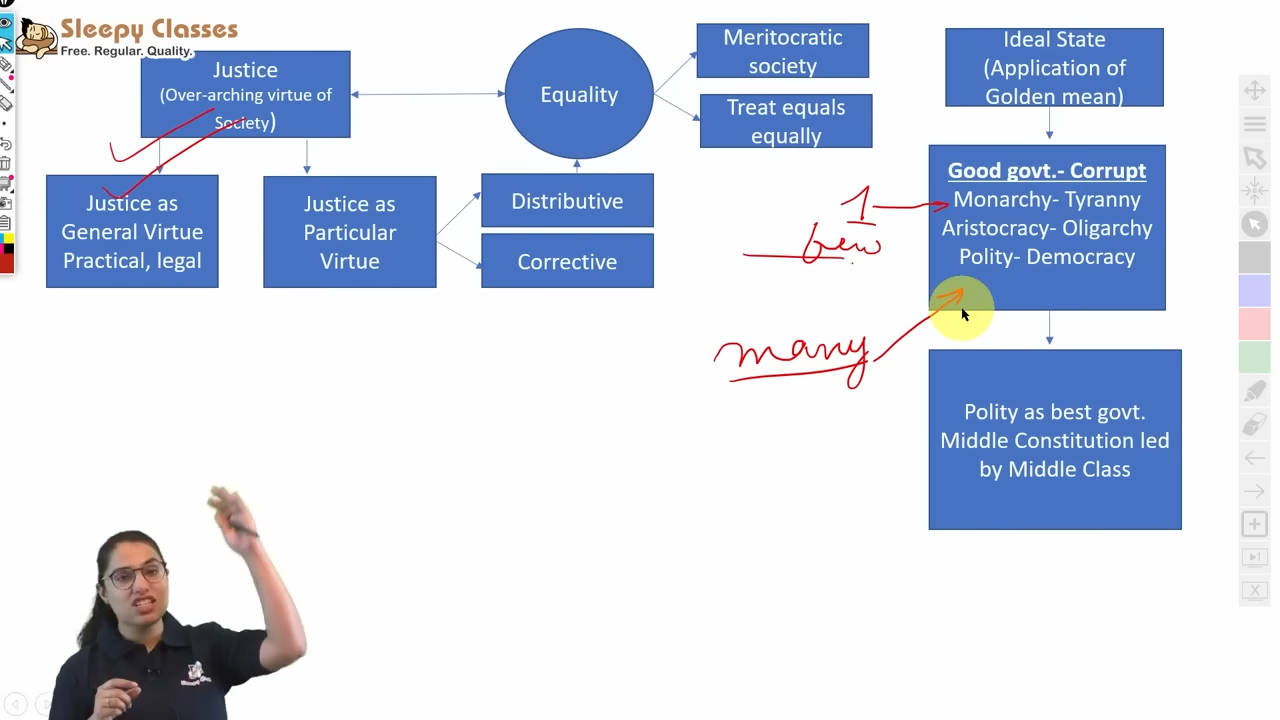 Sleepy Classes
Free. Regular. Quality.
Justice
(Over-arching virtue of
Society)
Equality
Meritocratic
society
Treat equals
equally
Ideal State
(Application of
Golden mean)
Justice as
General Virtue
Practical, legal
Justice as
Particular
Virtue
Distributive
Corrective
Good govt.- Corrupt
Monarchy- Tyranny
Aristocracy- Oligarchy
Polity- Democracy
1
few
many
Polity as best govt.
Middle Constitution led
by Middle Class